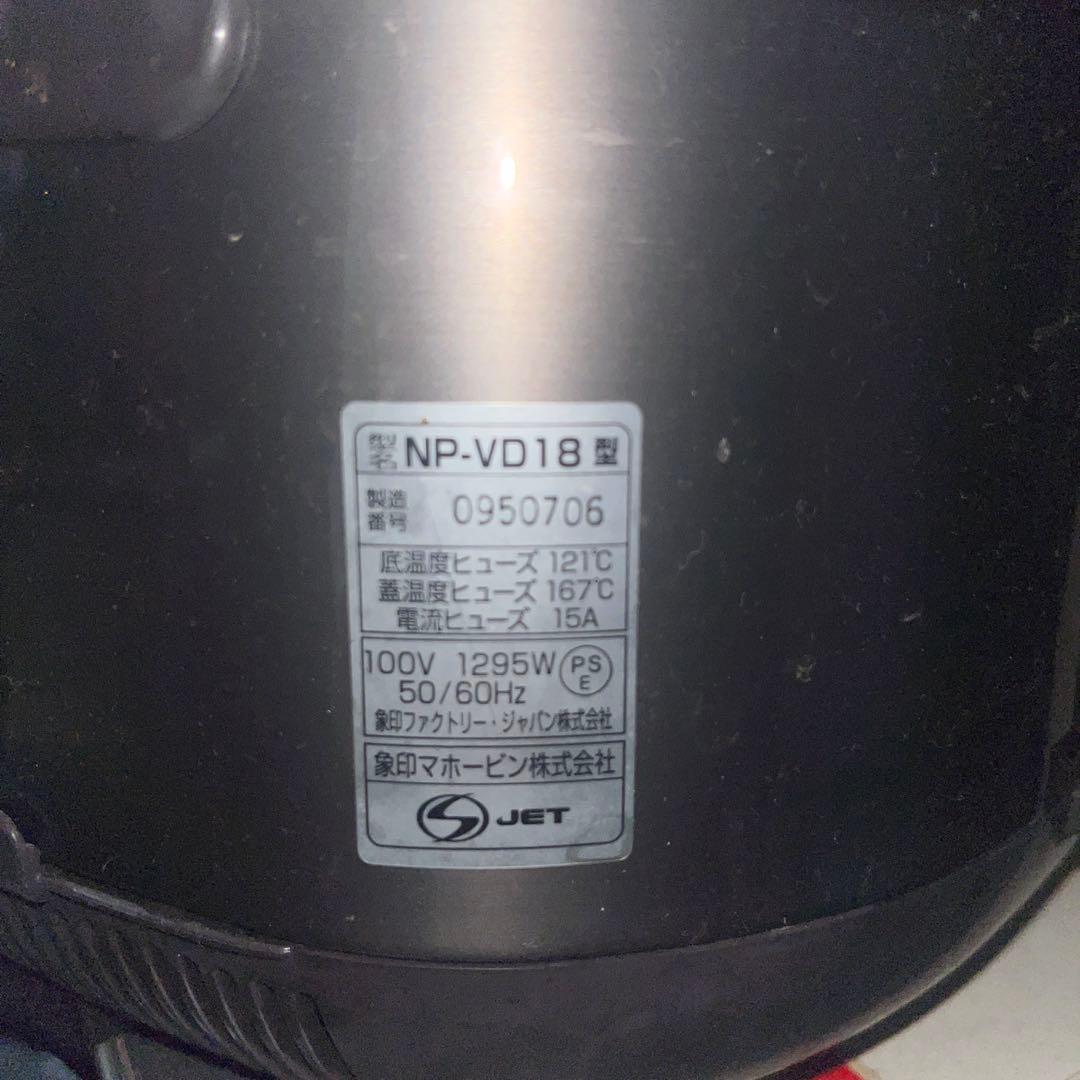 型名 NP-VD18 型
製造番号 0950706
底温度ヒューズ 121℃
蓋温度ヒューズ 167℃
電流ヒューズ 15A
100V 1295W PSE
50/60Hz
象印ファクトリー・ジャパン株式会社
象印マホービン株式会社
S JET